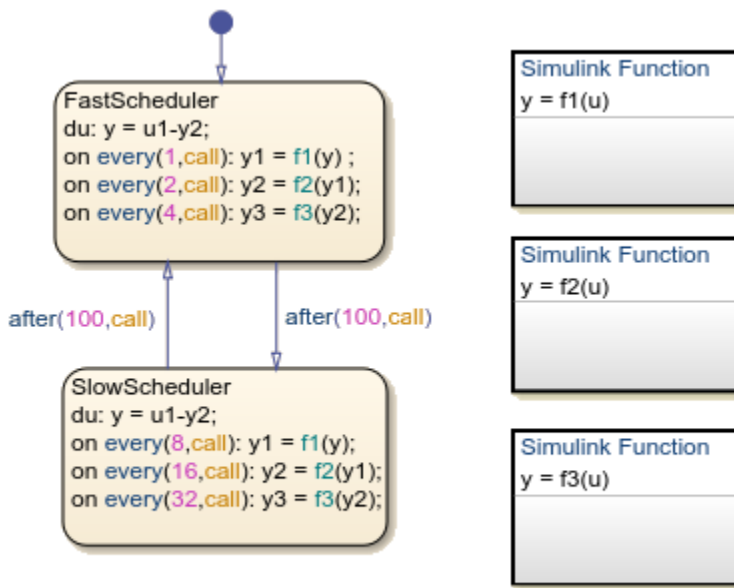 FastScheduler
du: y = u1-y2;
on every(1,call): y1 = f1(y) ;
on every(2,call): y2 = f2(y1);
on every(4,call): y3 = f3(y2);
after(100,call)
after(100,call)
SlowScheduler
du: y = u1-y2;
on every(8,call): y1 = f1(y);
on every(16,call): y2 = f2(y1);
on every(32,call): y3 = f3(y2);
Simulink Function
y = f1(u)
Simulink Function
y = f2(u)
Simulink Function
y = f3(u)